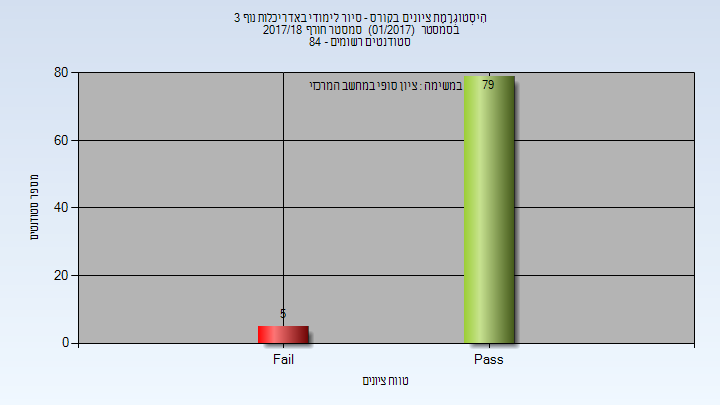 היסטוגרמת ציונים בקורס - סיור לימודי באדריכלות נוף 3
בסמסטר (01/2017) סמסטר חורף 2017/18
סטודנטים רשומים - 84
80
במשימה : ציון סופי במחשב המרכזי
79
60
מספר סטודנטים
40
20
5
0
Fail
Pass
טווח ציונים